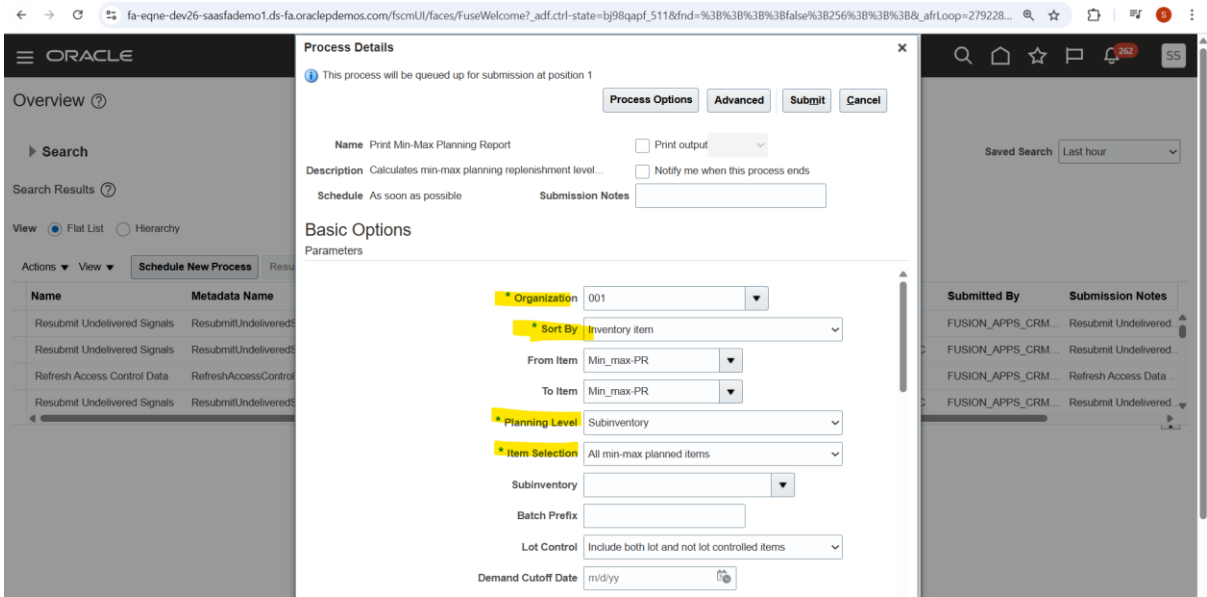 fa-eqne-dev26-saasfademo1.ds-fa.oraclepdemos.com/fscmUI/faces/FuseWelcome?_adf.ctrl-state=bj98qapf_511&fnd=%3B%3B%3B%3Bfalse%3B256%3B%3B%3B&_afrLoop=279228...
S
ORACLE
262
SS
Overview
Search
Saved Search Last hour
Search Results
View Flat List Hierarchy
Actions View Schedule New Process Resu
Name Metadata Name Submitted By Submission Notes
Resubmit Undelivered Signals ResubmitUndeliveredS FUSION_APPS_CRM... Resubmit Undelivered..
Resubmit Undelivered Signals ResubmitUndeliveredS FUSION_APPS_CRM... Resubmit Undelivered..
Refresh Access Control Data RefreshAccessControl FUSION_APPS_CRM... Refresh Access Data ..
Resubmit Undelivered Signals ResubmitUndeliveredS FUSION_APPS_CRM... Resubmit Undelivered..
Process Details
This process will be queued up for submission at position 1
Process Options Advanced Submit Cancel
Name Print Min-Max Planning Report Print output
Description Calculates min-max planning replenishment level... Notify me when this process ends
Schedule As soon as possible Submission Notes
Basic Options
Parameters
* Organization 001
* Sort By Inventory item
From Item Min_max-PR
To Item Min_max-PR
* Planning Level Subinventory
* Item Selection All min-max planned items
Subinventory
Batch Prefix
Lot Control Include both lot and not lot controlled items
Demand Cutoff Date m/d/yy